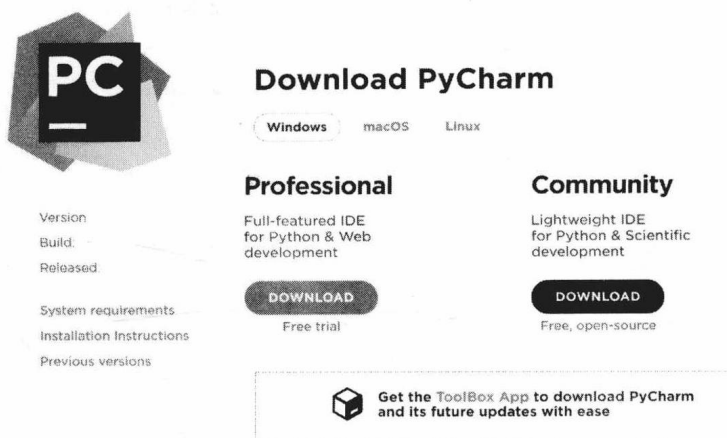 PC
Download PyCharm
Windows macOS Linux
Professional
Full-featured IDE
for Python & Web
development
DOWNLOAD
Free trial
Community
Lightweight IDE
for Python & Scientific
development
DOWNLOAD
Free, open-source
Version
Build:
Released:
System requirements
Installation Instructions
Previous versions
Get the ToolBox App to download PyCharm
and its future updates with ease